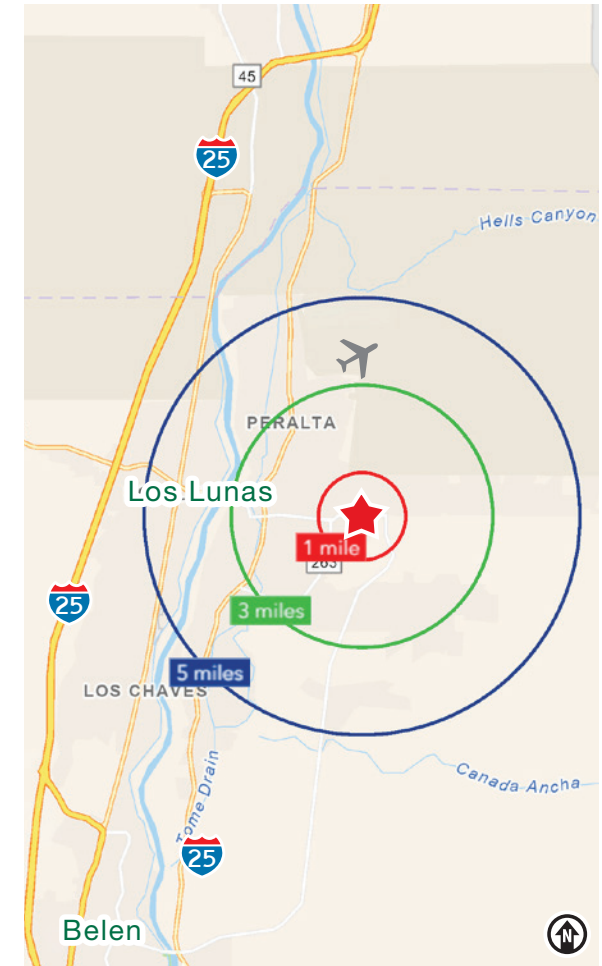 45
25
Hells Canyon
PERALTA
Los Lunas
1 mile
263
25
3 miles
5 miles
LOS CHAVES
Tome Drain
Canada Ancha
25
Belen
N